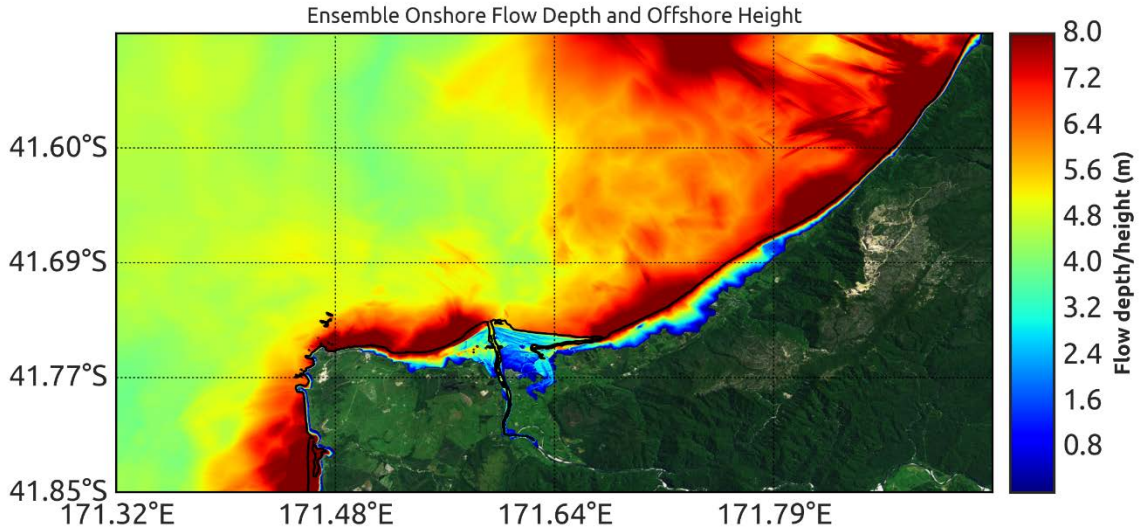 Ensemble Onshore Flow Depth and Offshore Height
8.0
7.2
41.60°S
6.4
5.6
4.8
41.69°S
4.0
3.2
2.4
41.77°S
1.6
0.8
41.85°S
171.32°E 171.48°E 171.64°E 171.79°E
Flow depth/height (m)